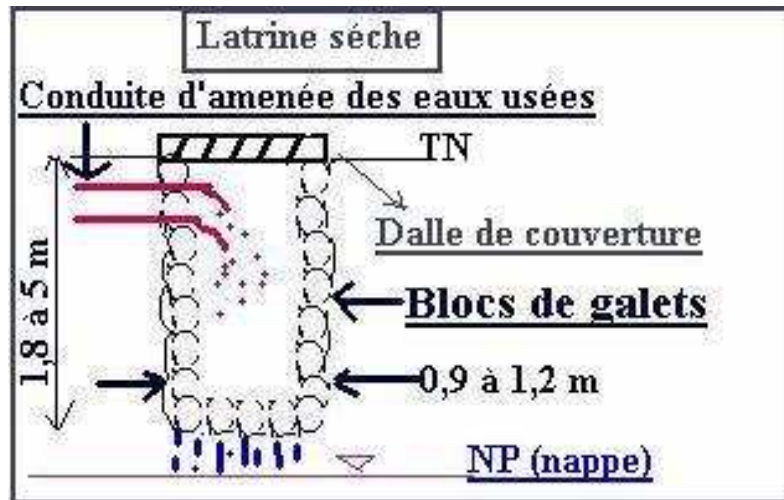 Latrine sèche
Conduite d'amenée des eaux usées
TN
Dalle de couverture
1,8 à 5 m
Blocs de galets
0,9 à 1,2 m
NP (nappe)